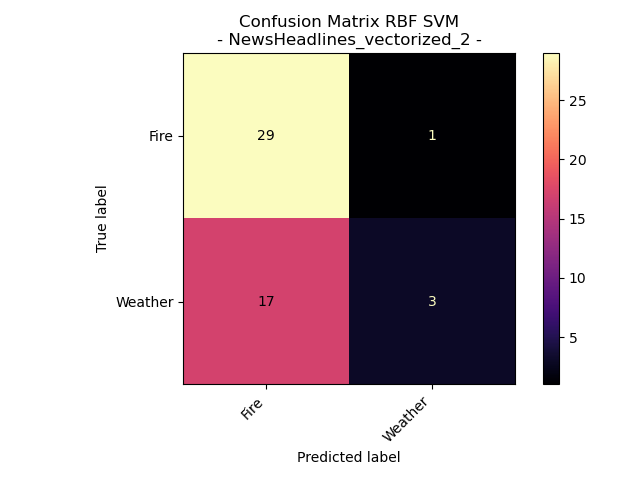 Confusion Matrix RBF SVM
- NewsHeadlines_vectorized_2 -
Fire
29
1
Weather
17
3
True label
Fire
Weather
Predicted label
25
20
15
10
5